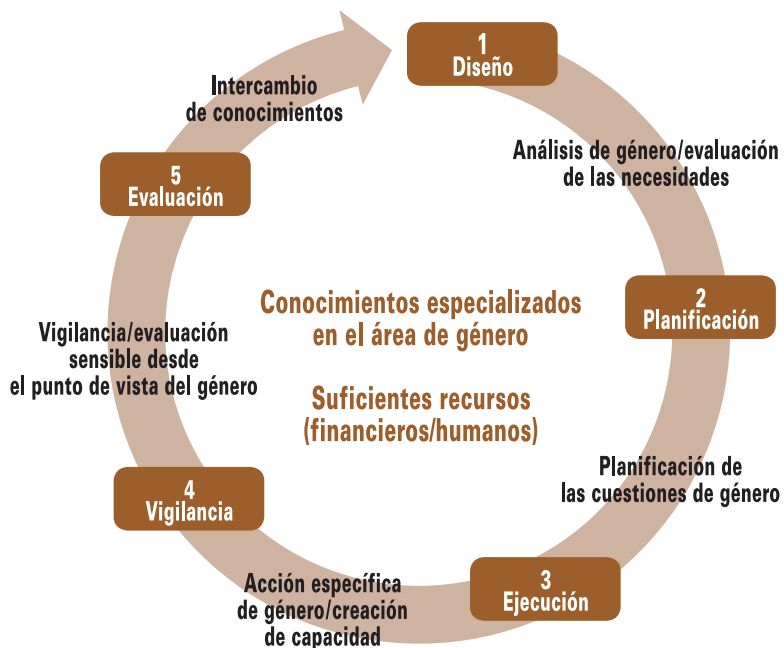 1
Diseño
Análisis de género/evaluación
de las necesidades
2
Planificación
Planificación de
las cuestiones de género
3
Ejecución
Acción específica
de género/creación
de capacidad
4
Vigilancia
Vigilancia/evaluación
sensible desde
el punto de vista del género
5
Evaluación
Intercambio
de conocimientos
Conocimientos especializados
en el área de género
Suficientes recursos
(financieros/humanos)